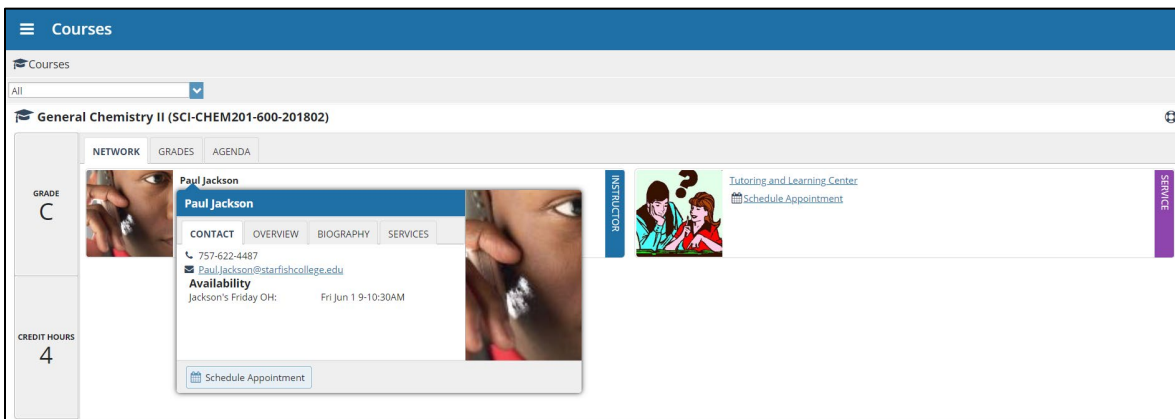 Courses
Courses
All
General Chemistry II (SCI-CHEM201-600-201802)
GRADE
C
CREDIT HOURS
4
NETWORK GRADES AGENDA
Paul Jackson
INSTRUCTOR
Paul Jackson
CONTACT OVERVIEW BIOGRAPHY SERVICES
757-622-4487
Paul.Jackson@starfishcollege.edu
Availability
Jackson's Friday OH: Fri Jun 1 9-10:30AM
Schedule Appointment
?
Tutoring and Learning Center
Schedule Appointment
SERVICE